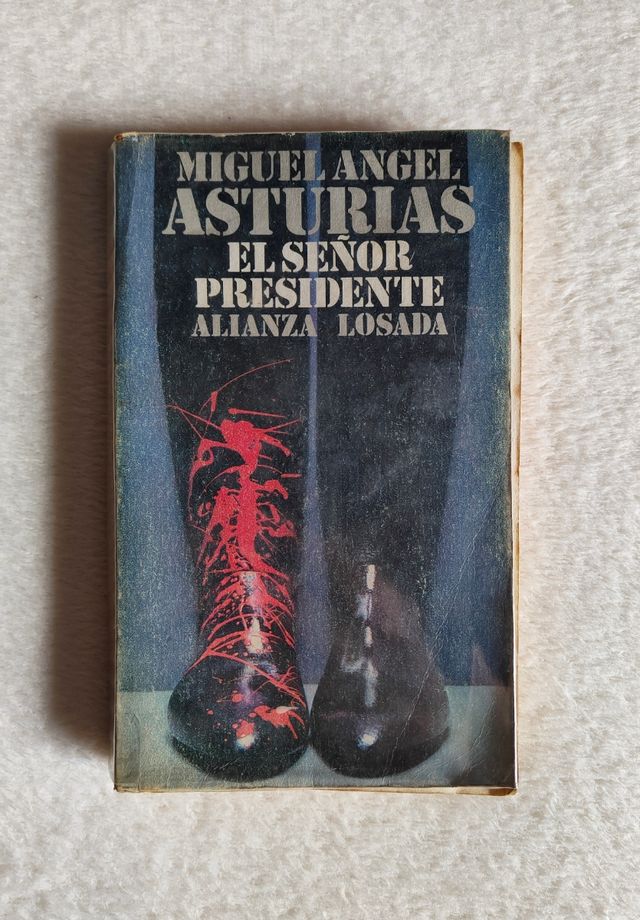 MIGUEL ANGEL
ASTURIAS
EL SEÑOR
PRESIDENTE
ALIANZA LOSADA